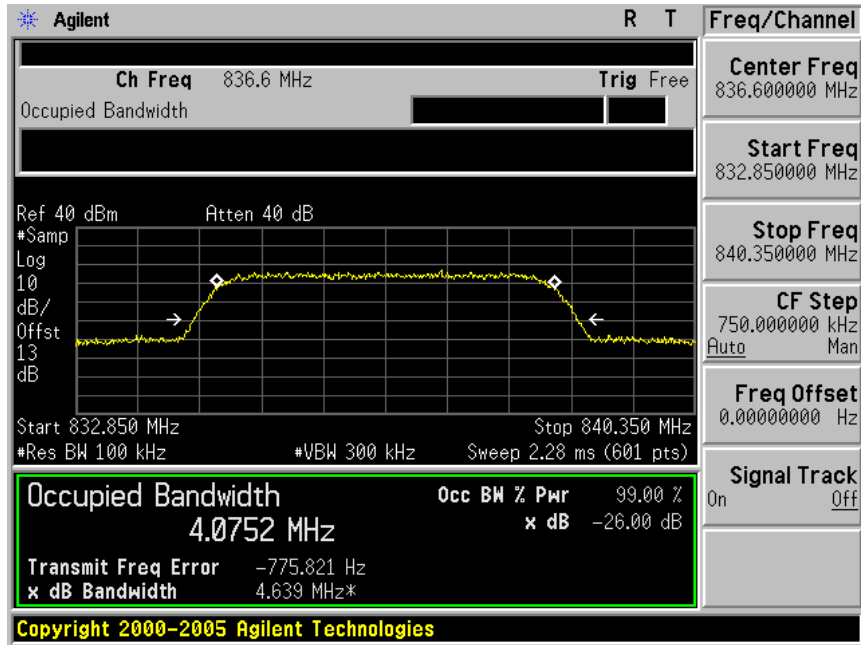 Agilent R T
Freq/Channel
Ch Freq 836.6 MHz Trig Free
Occupied Bandwidth
Center Freq
836.600000 MHz
Start Freq
832.850000 MHz
Stop Freq
840.350000 MHz
CF Step
750.000000 kHz
Auto Man
Freq Offset
0.00000000 Hz
Signal Track
On Off
Ref 40 dBm Atten 40 dB
#Samp
Log
10
dB/
Offst
13
dB
Start 832.850 MHz Stop 840.350 MHz
#Res BW 100 kHz #VBW 300 kHz Sweep 2.28 ms (601 pts)
Occupied Bandwidth Occ BW % Pwr 99.00 %
4.0752 MHz x dB -26.00 dB
Transmit Freq Error -775.821 Hz
x dB Bandwidth 4.639 MHz*
Copyright 2000-2005 Agilent Technologies